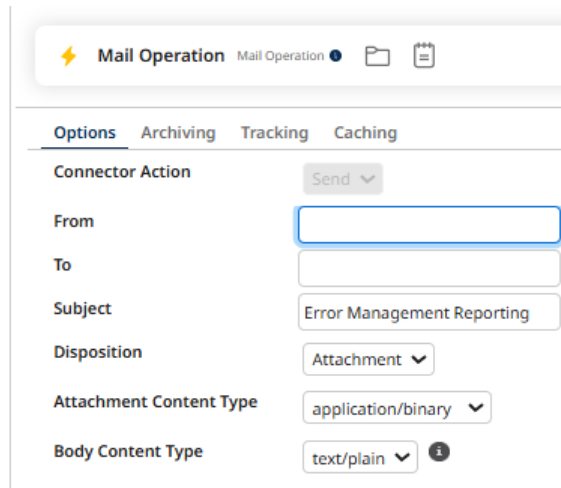 Mail Operation Mail Operation
Options Archiving Tracking Caching
Connector Action Send
From
To
Subject Error Management Reporting
Disposition Attachment
Attachment Content Type application/binary
Body Content Type text/plain